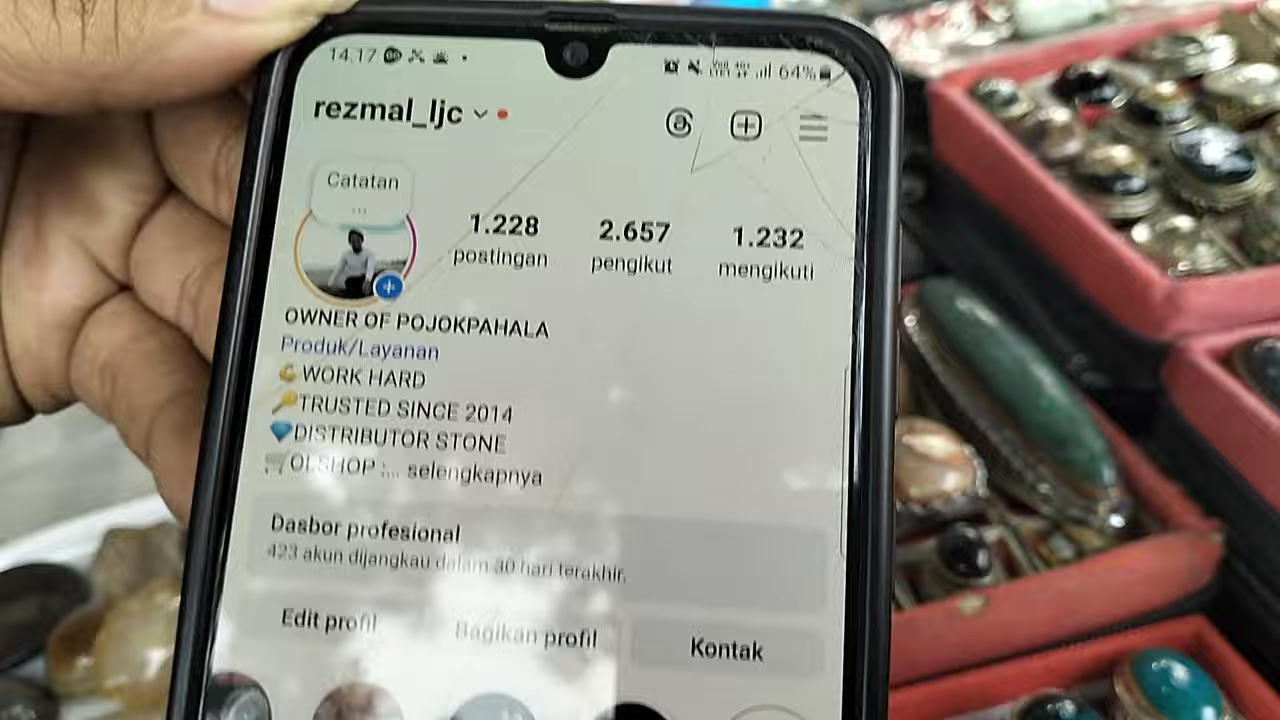 14.17
64%
rezmal_ljc
Catatan
...
1.228 2.657 1.232
postingan pengikut mengikuti
OWNER OF POJOKPAHALA
Produk/Layanan
💪 WORK HARD
🔑TRUSTED SINCE 2014
💎DISTRIBUTOR STONE
🛒OLSHOP :... selengkapnya
Dasbor profesional
423 akun dijangkau dalam 30 hari terakhir.
Edit profil Bagikan profil Kontak